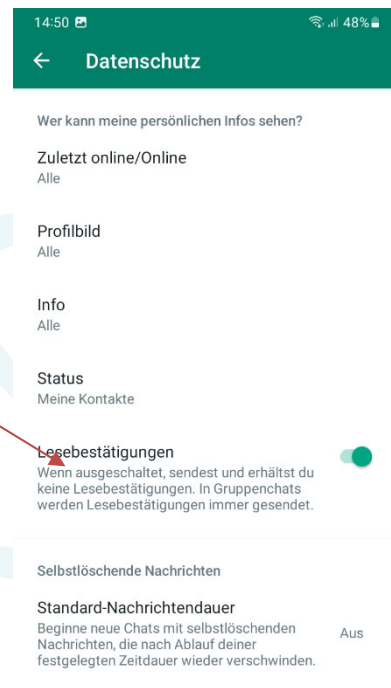 14:50 48%
Datenschutz
Wer kann meine persönlichen Infos sehen?
Zuletzt online/Online
Alle
Profilbild
Alle
Info
Alle
Status
Meine Kontakte
Lesebestätigungen
Wenn ausgeschaltet, sendest und erhältst du
keine Lesebestätigungen. In Gruppenchats
werden Lesebestätigungen immer gesendet.
Selbstlöschende Nachrichten
Standard-Nachrichtendauer
Beginne neue Chats mit selbstlöschenden
Nachrichten, die nach Ablauf deiner
festgelegten Zeitdauer wieder verschwinden.
Aus